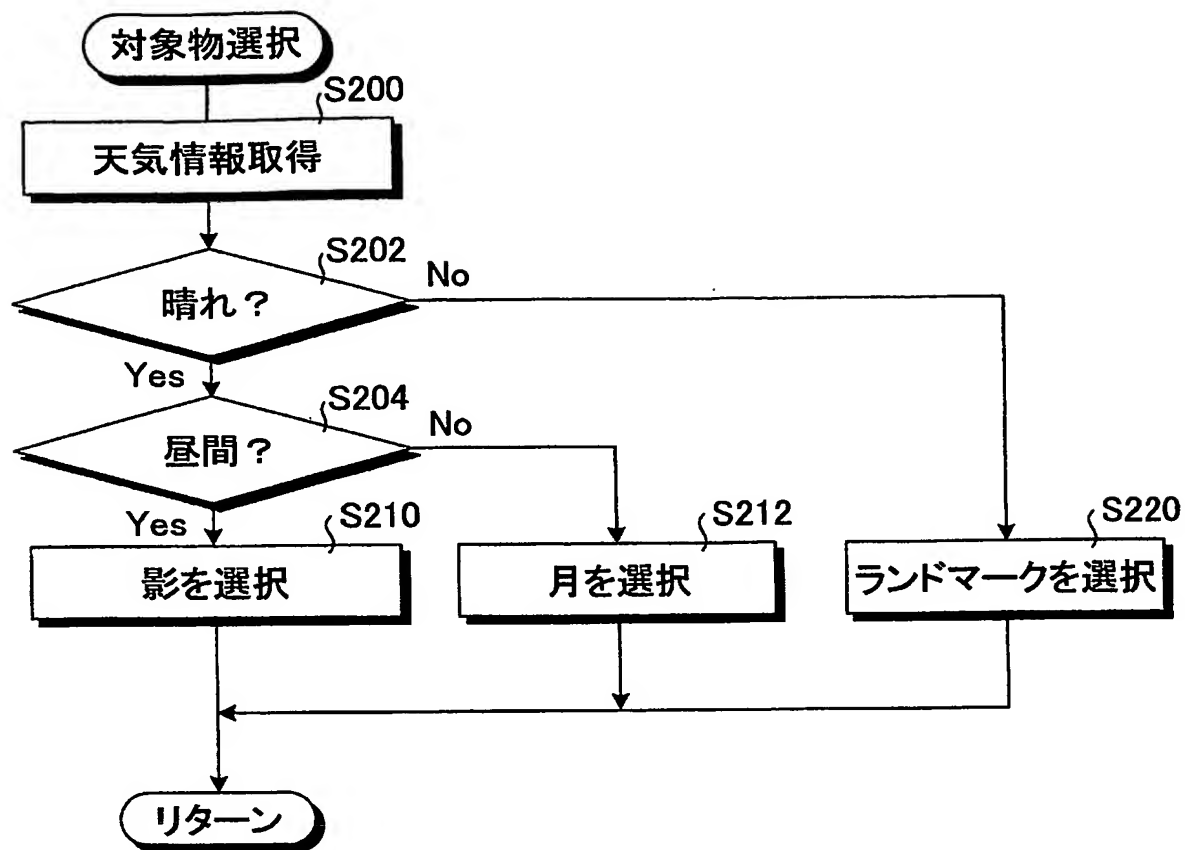 対象物選択
S200
天気情報取得
S202
晴れ？
No
Yes
S204
昼間？
No
Yes
S210
影を選択
S212
月を選択
S220
ランドマークを選択
リターン